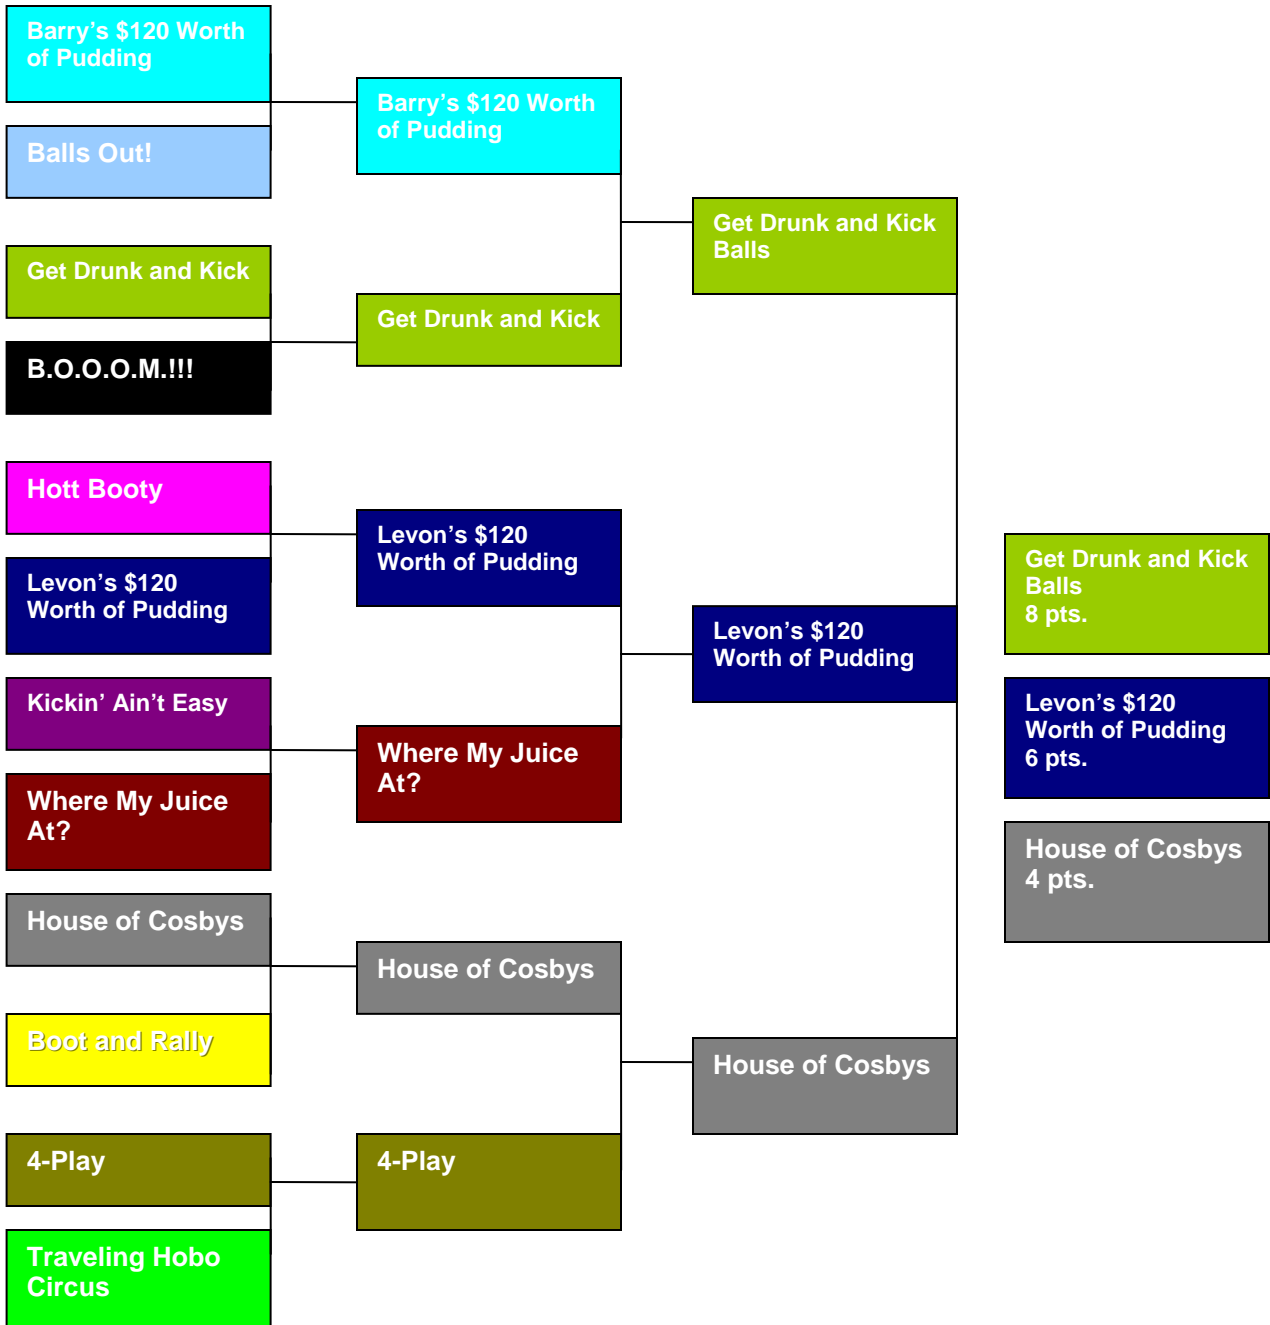 Barry’s $120 Worth
of Pudding
Balls Out!
Get Drunk and Kick
B.O.O.O.M.!!!
Hott Booty
Levon’s $120
Worth of Pudding
Kickin’ Ain’t Easy
Where My Juice
At?
House of Cosbys
Boot and Rally
4-Play
Traveling Hobo
Circus
Barry’s $120 Worth
of Pudding
Get Drunk and Kick
Levon’s $120
Worth of Pudding
Where My Juice
At?
House of Cosbys
4-Play
Get Drunk and Kick
Balls
Levon’s $120
Worth of Pudding
House of Cosbys
Get Drunk and Kick
Balls
8 pts.
Levon’s $120
Worth of Pudding
6 pts.
House of Cosbys
4 pts.